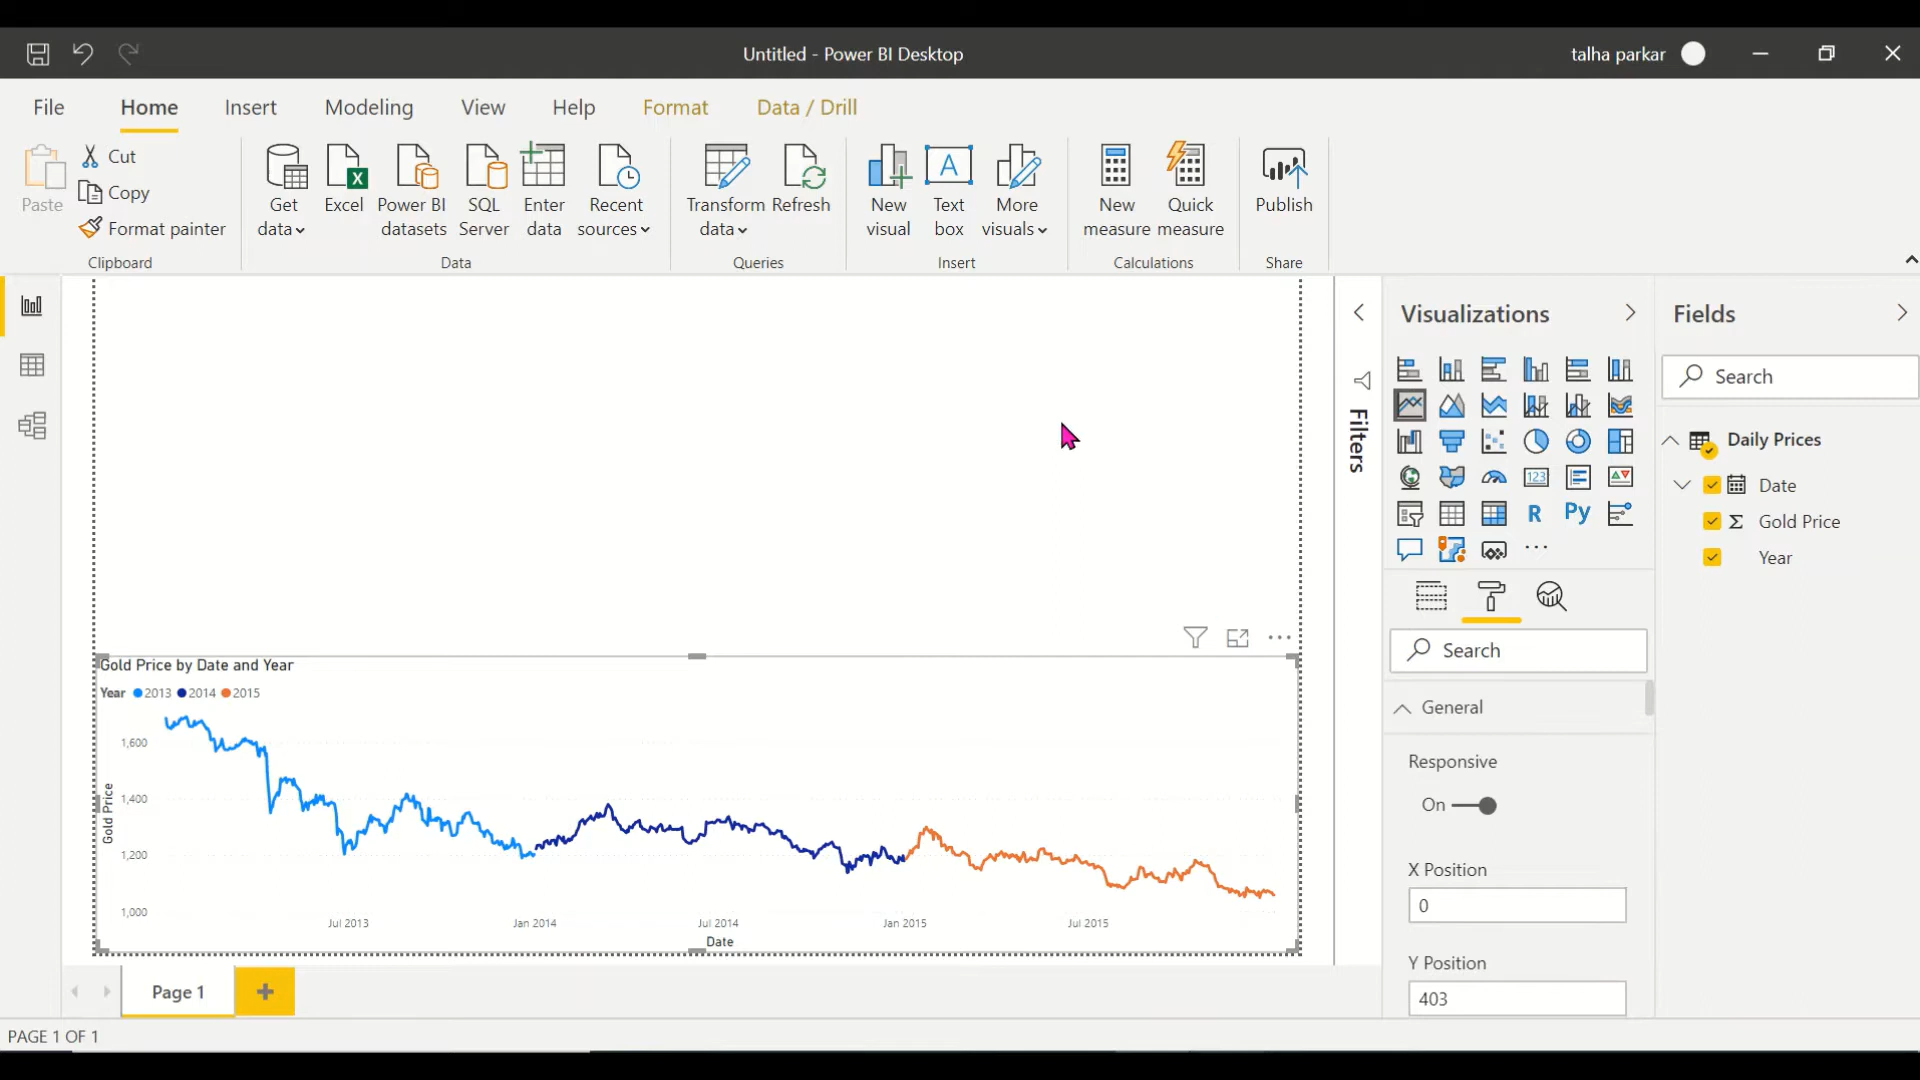 Untitled - Power BI Desktop
talha parkar
File
Home
Insert
Modeling
View
Help
Format
Data / Drill
Paste
Cut
Copy
Format painter
Clipboard
Get
data
Excel
Power BI
datasets
SQL
Server
Enter
data
Recent
sources
Data
Transform
data
Refresh
Queries
New
visual
A
Text
box
More
visuals
Insert
New
measure
Quick
measure
Calculations
Publish
Share
Filters
Visualizations
123
R
Py
Search
General
Responsive
On
X Position
0
Y Position
403
Fields
Search
Daily Prices
Date
Gold Price
Year
Gold Price by Date and Year
Year 2013 2014 2015
Gold Price
1,600
1,400
1,200
1,000
Jul 2013
Jan 2014
Jul 2014
Jan 2015
Jul 2015
Date
Page 1
PAGE 1 OF 1